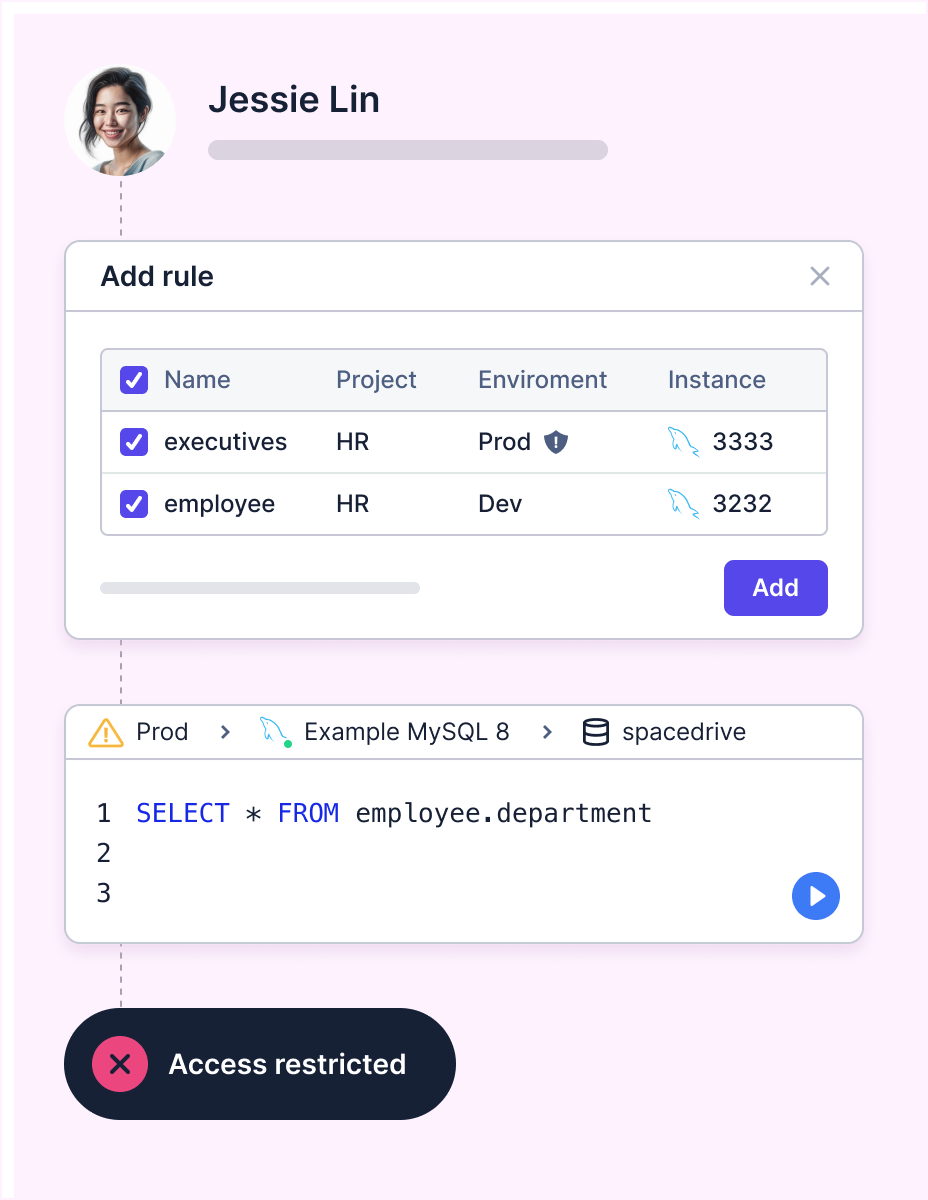 Jessie Lin
Add rule
Name Project Enviroment Instance
executives HR Prod 3333
employee HR Dev 3232
Add
Prod > Example MySQL 8 > spacedrive
1 SELECT * FROM employee.department
2
3
Access restricted